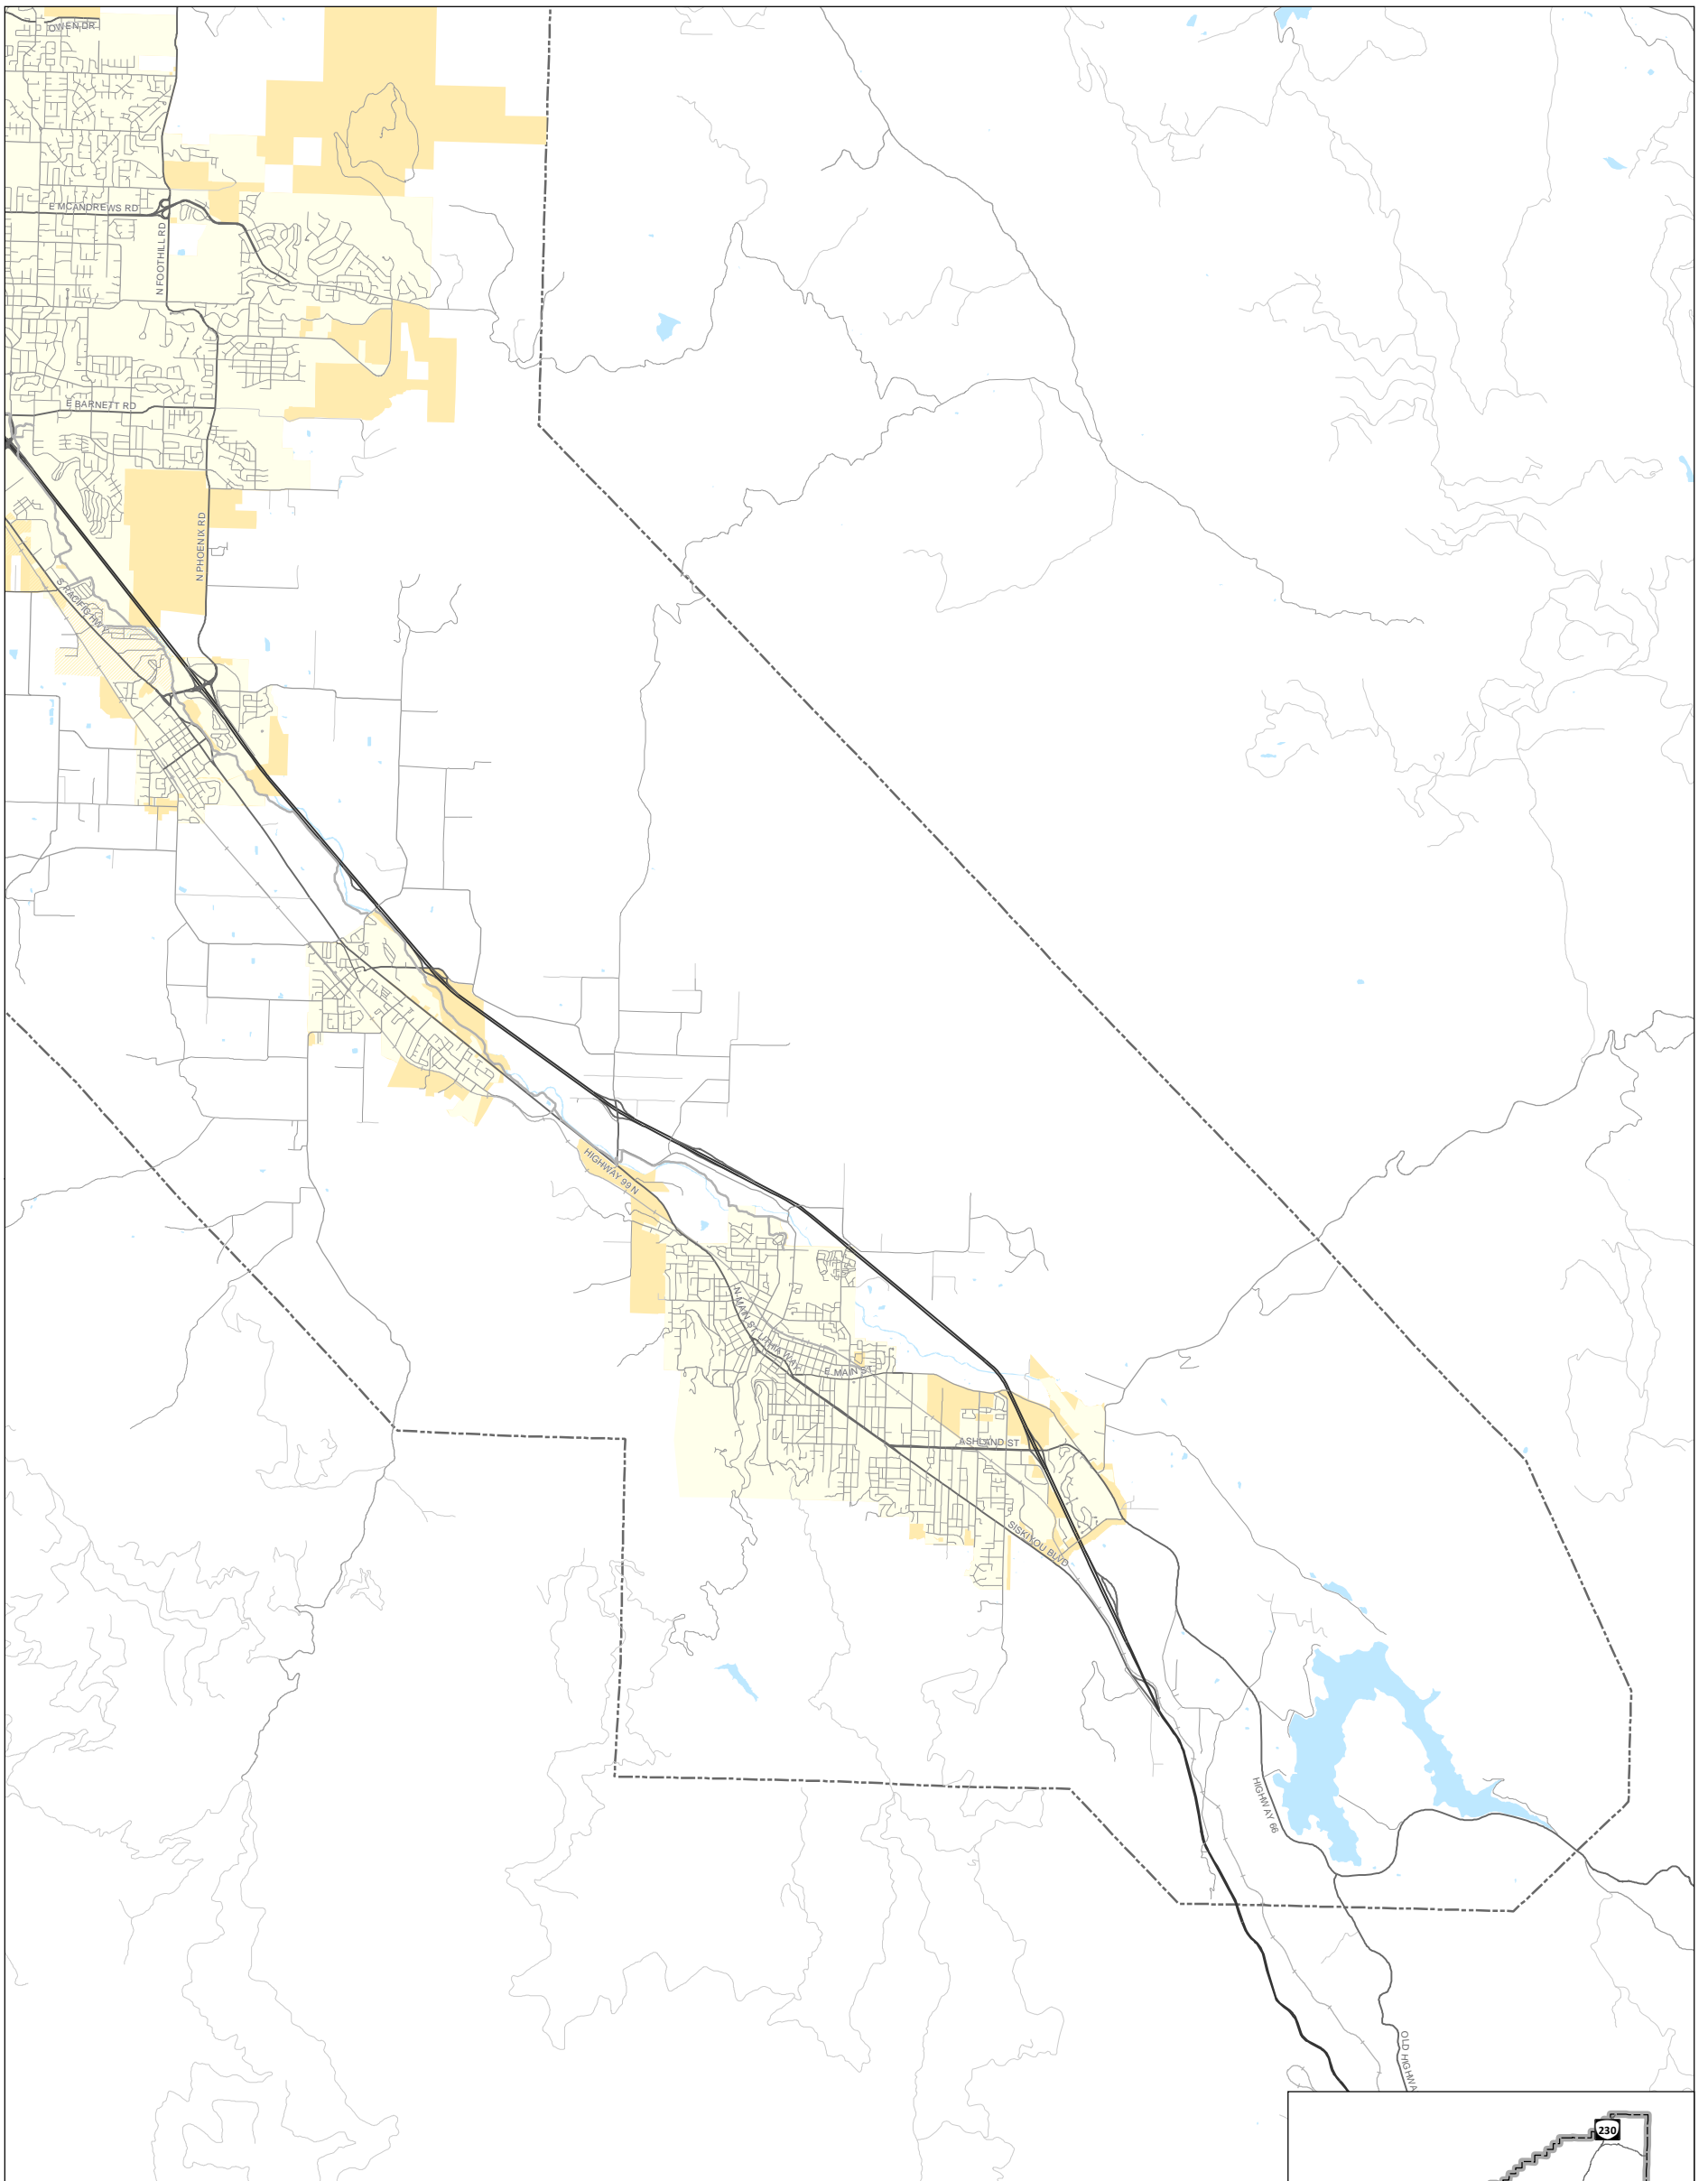 OWEN DR
E MCANDREWS RD
N FOOTHILL RD
E BARNETT RD
N PHOENIX RD
S PACIFIC HWY
HIGHWAY 99 N
N MAIN ST
LITHIA WAY
E MAIN ST
ASHLAND ST
SISKIYOU BLVD
HIGHWAY 66
OLD HIGHWA
230